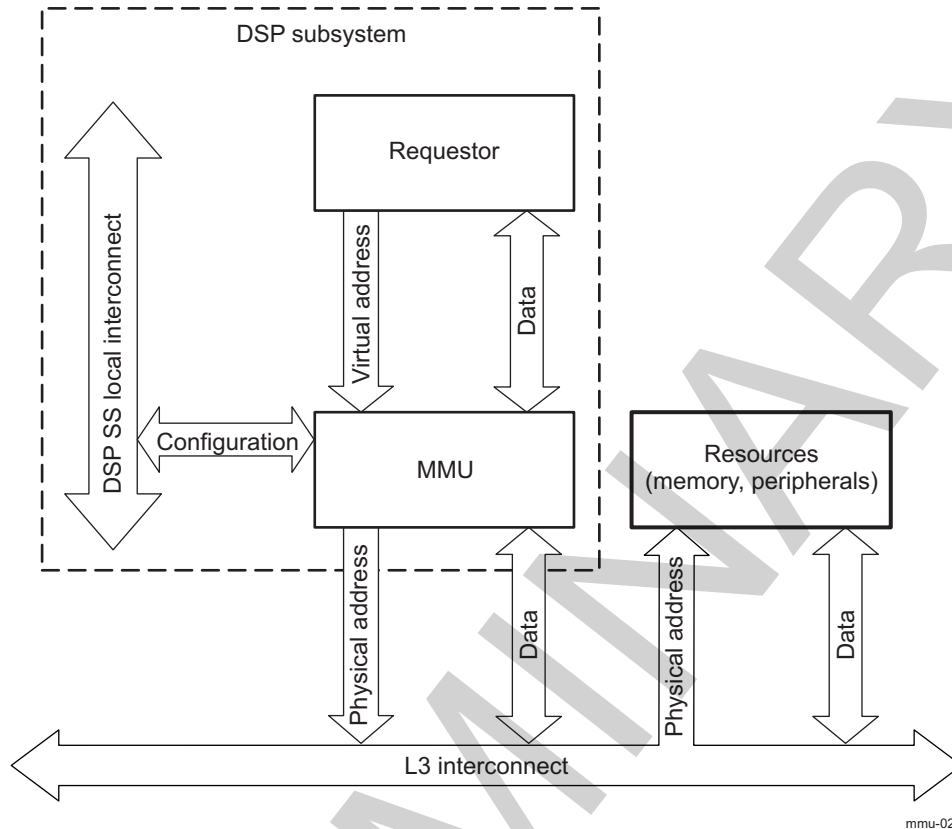 DSP subsystem
Requestor
DSP SS local interconnect
Virtual address
Data
Configuration
MMU
Resources
(memory, peripherals)
Physical address
Data
Physical address
Data
L3 interconnect
mmu-02
MINARY